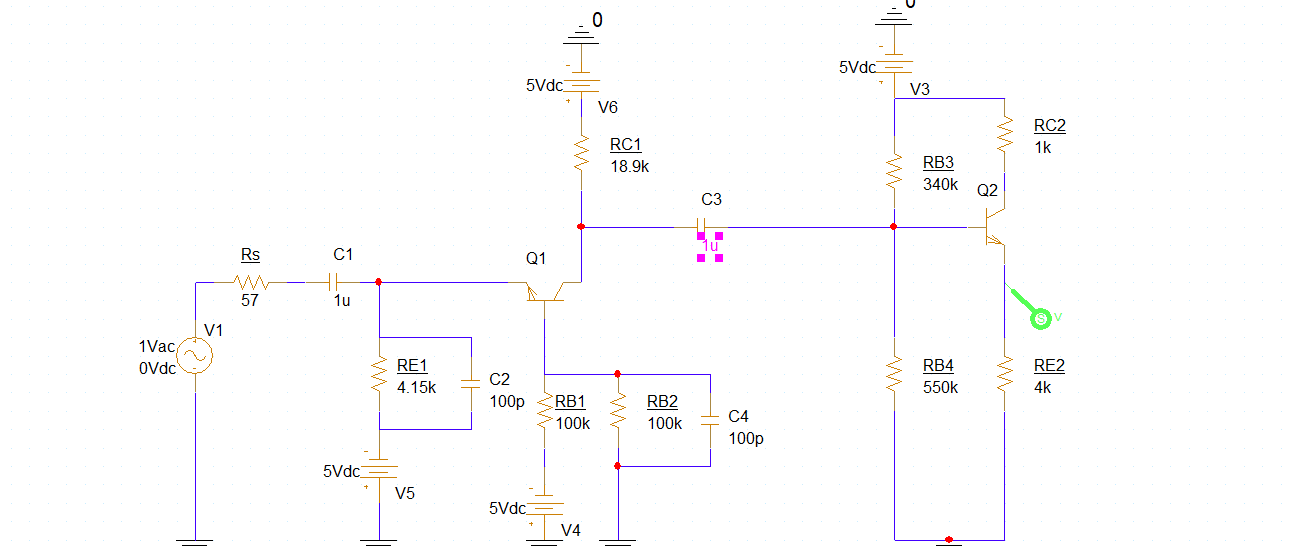 0
0
5Vdc
V6
5Vdc
V3
RC1
18.9k
RC2
1k
RB3
340k
Q2
C3
1u
Rs
57
C1
1u
Q1
V1
1Vac
0Vdc
RE1
4.15k
C2
100p
RB1
100k
RB2
100k
C4
100p
RB4
550k
RE2
4k
S
V
5Vdc
V5
5Vdc
V4
-
+
-
+
-
+
-
+
-
+
-